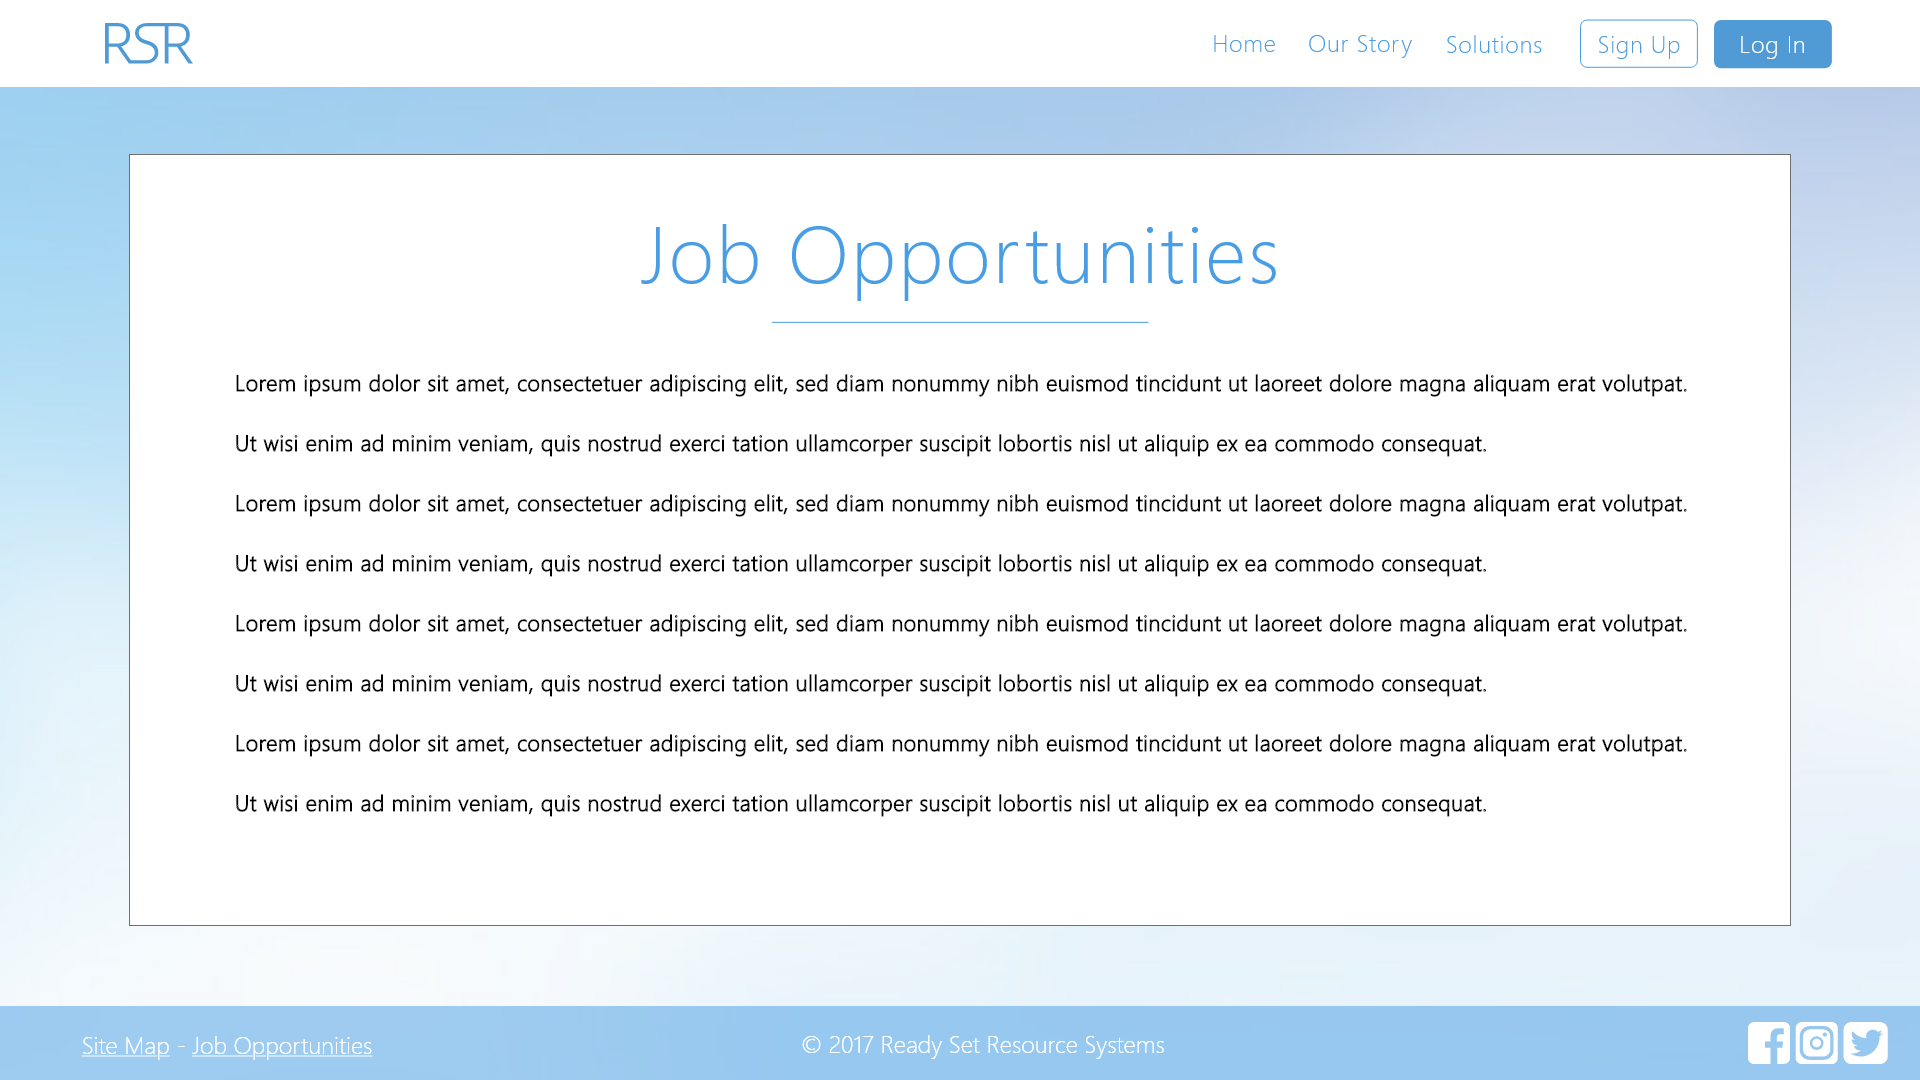 RSR
Home Our Story Solutions Sign Up Log In
Job Opportunities
Lorem ipsum dolor sit amet, consectetuer adipiscing elit, sed diam nonummy nibh euismod tincidunt ut laoreet dolore magna aliquam erat volutpat.
Ut wisi enim ad minim veniam, quis nostrud exerci tation ullamcorper suscipit lobortis nisl ut aliquip ex ea commodo consequat.
Lorem ipsum dolor sit amet, consectetuer adipiscing elit, sed diam nonummy nibh euismod tincidunt ut laoreet dolore magna aliquam erat volutpat.
Ut wisi enim ad minim veniam, quis nostrud exerci tation ullamcorper suscipit lobortis nisl ut aliquip ex ea commodo consequat.
Lorem ipsum dolor sit amet, consectetuer adipiscing elit, sed diam nonummy nibh euismod tincidunt ut laoreet dolore magna aliquam erat volutpat.
Ut wisi enim ad minim veniam, quis nostrud exerci tation ullamcorper suscipit lobortis nisl ut aliquip ex ea commodo consequat.
Lorem ipsum dolor sit amet, consectetuer adipiscing elit, sed diam nonummy nibh euismod tincidunt ut laoreet dolore magna aliquam erat volutpat.
Ut wisi enim ad minim veniam, quis nostrud exerci tation ullamcorper suscipit lobortis nisl ut aliquip ex ea commodo consequat.
Site Map - Job Opportunities
© 2017 Ready Set Resource Systems